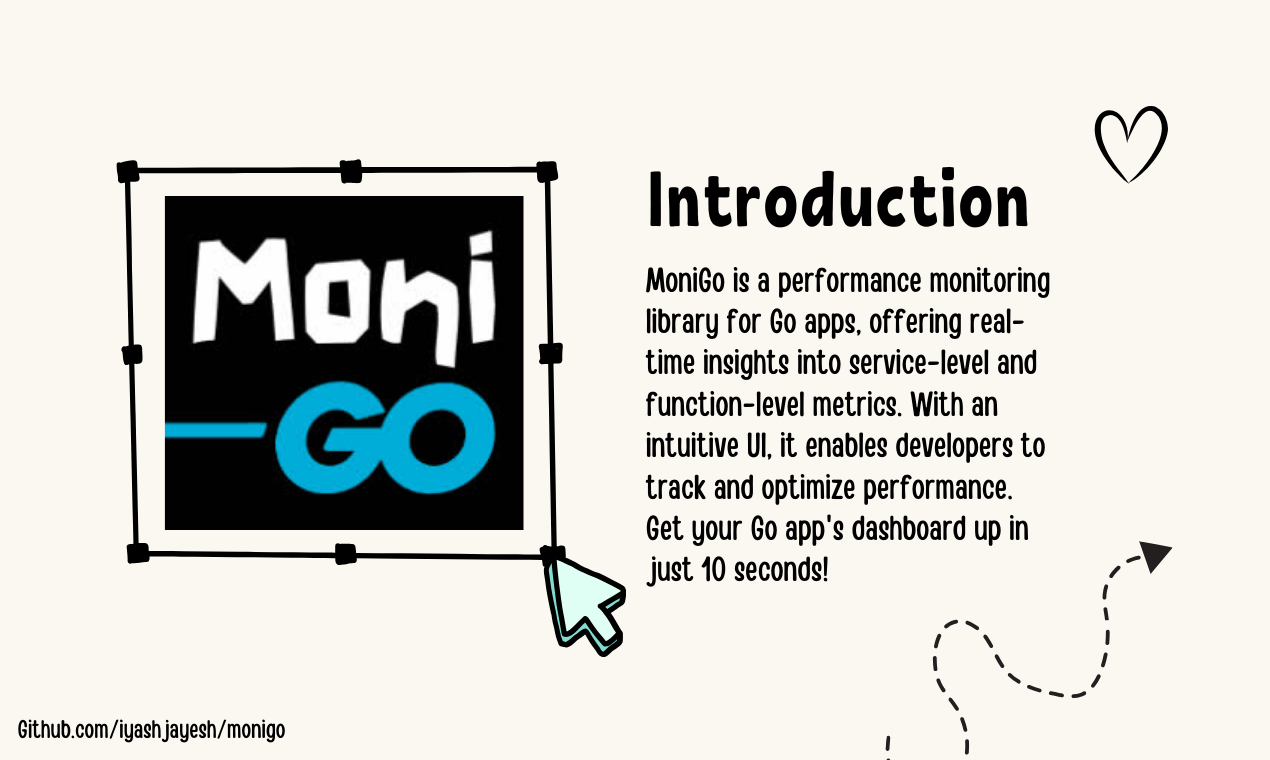 Moni
GO
Introduction
MoniGo is a performance monitoring
library for Go apps, offering real-
time insights into service-level and
function-level metrics. With an
intuitive UI, it enables developers to
track and optimize performance.
Get your Go app's dashboard up in
just 10 seconds!
Github.com/iyashjayesh/monigo